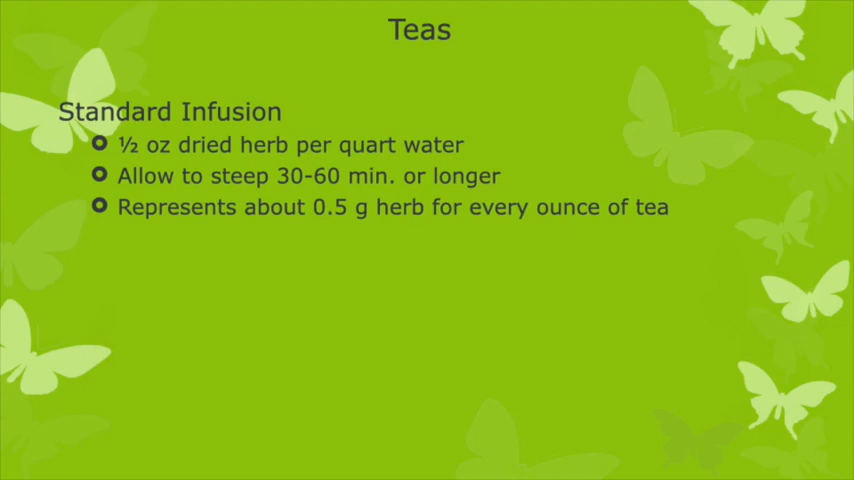 Teas
Standard Infusion
½ oz dried herb per quart water
Allow to steep 30-60 min. or longer
Represents about 0.5 g herb for every ounce of tea